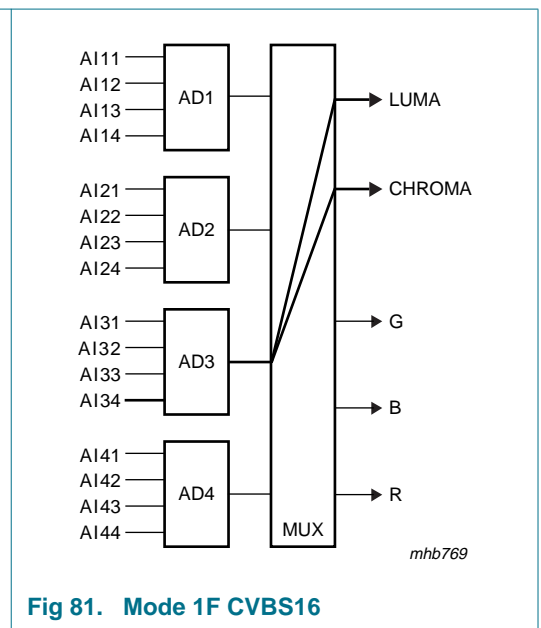 AI11
AI12
AI13
AI14
AD1
LUMA
CHROMA
AI21
AI22
AI23
AI24
AD2
AI31
AI32
AI33
AI34
AD3
G
B
AI41
AI42
AI43
AI44
AD4
R
MUX
mhb769
Fig 81. Mode 1F CVBS16